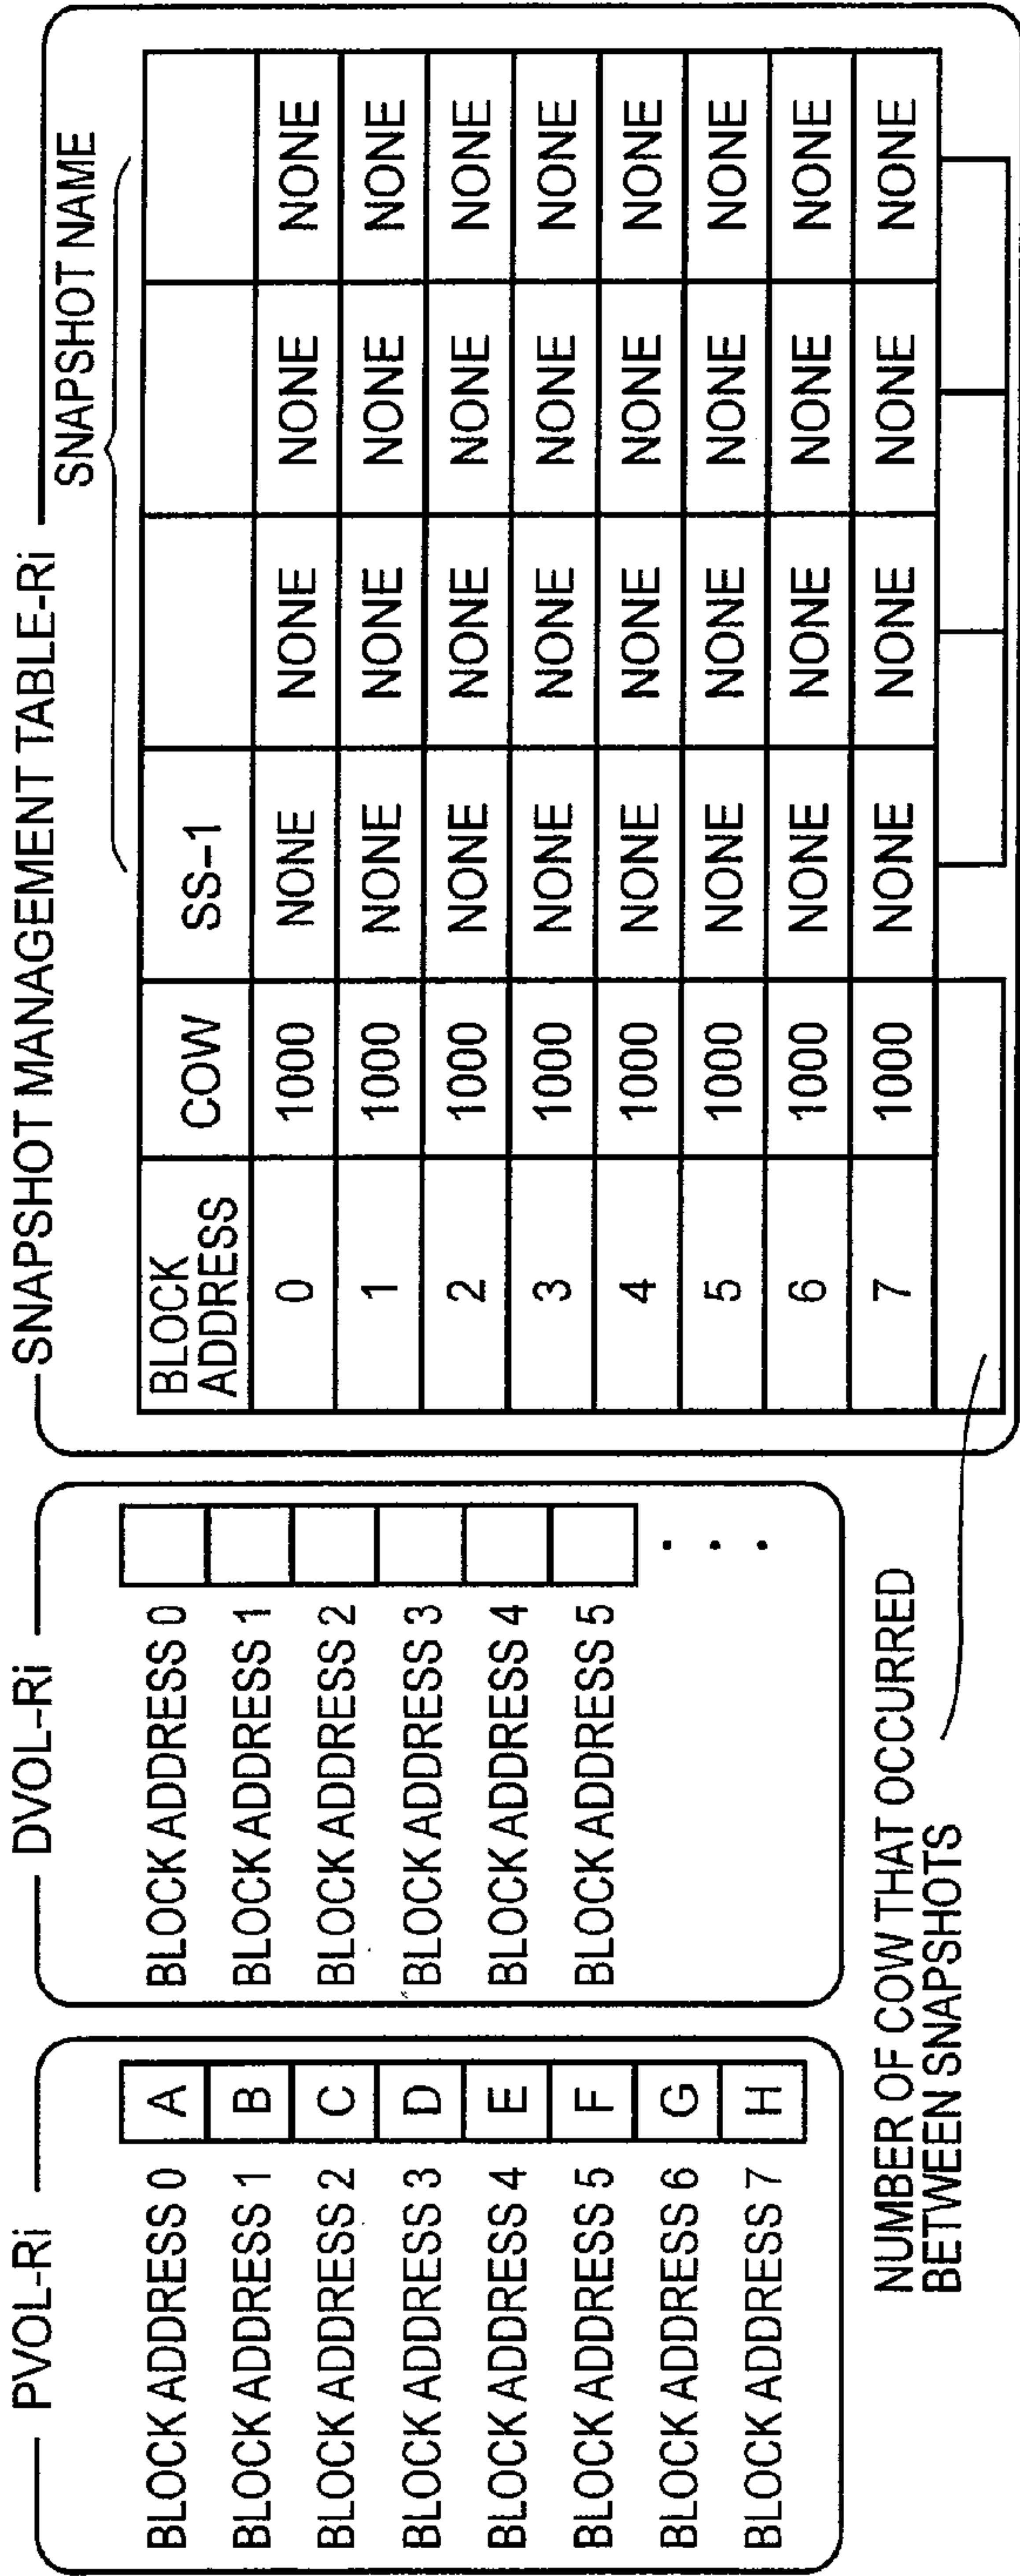 PVOL-Ri
BLOCK ADDRESS 0 A
BLOCK ADDRESS 1 B
BLOCK ADDRESS 2 C
BLOCK ADDRESS 3 D
BLOCK ADDRESS 4 E
BLOCK ADDRESS 5 F
BLOCK ADDRESS 6 G
BLOCK ADDRESS 7 H
DVOL-Ri
BLOCK ADDRESS 0
BLOCK ADDRESS 1
BLOCK ADDRESS 2
BLOCK ADDRESS 3
BLOCK ADDRESS 4
BLOCK ADDRESS 5
. . .
NUMBER OF COW THAT OCCURRED
BETWEEN SNAPSHOTS
SNAPSHOT MANAGEMENT TABLE-Ri
SNAPSHOT NAME
BLOCK
ADDRESS COW SS-1
0 1000 NONE NONE NONE NONE
1 1000 NONE NONE NONE NONE
2 1000 NONE NONE NONE NONE
3 1000 NONE NONE NONE NONE
4 1000 NONE NONE NONE NONE
5 1000 NONE NONE NONE NONE
6 1000 NONE NONE NONE NONE
7 1000 NONE NONE NONE NONE